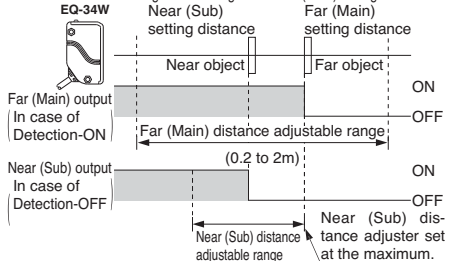 EQ-34W
Near (Sub)
setting distance
Far (Main)
setting distance
Near object
Far object
ON
OFF
Far (Main) output
In case of
Detection-ON
Far (Main) distance adjustable range
(0.2 to 2m)
Near (Sub) output
In case of
Detection-OFF
ON
OFF
Near (Sub) distance
adjustable range
Near (Sub) dis-
tance adjuster set
at the maximum.